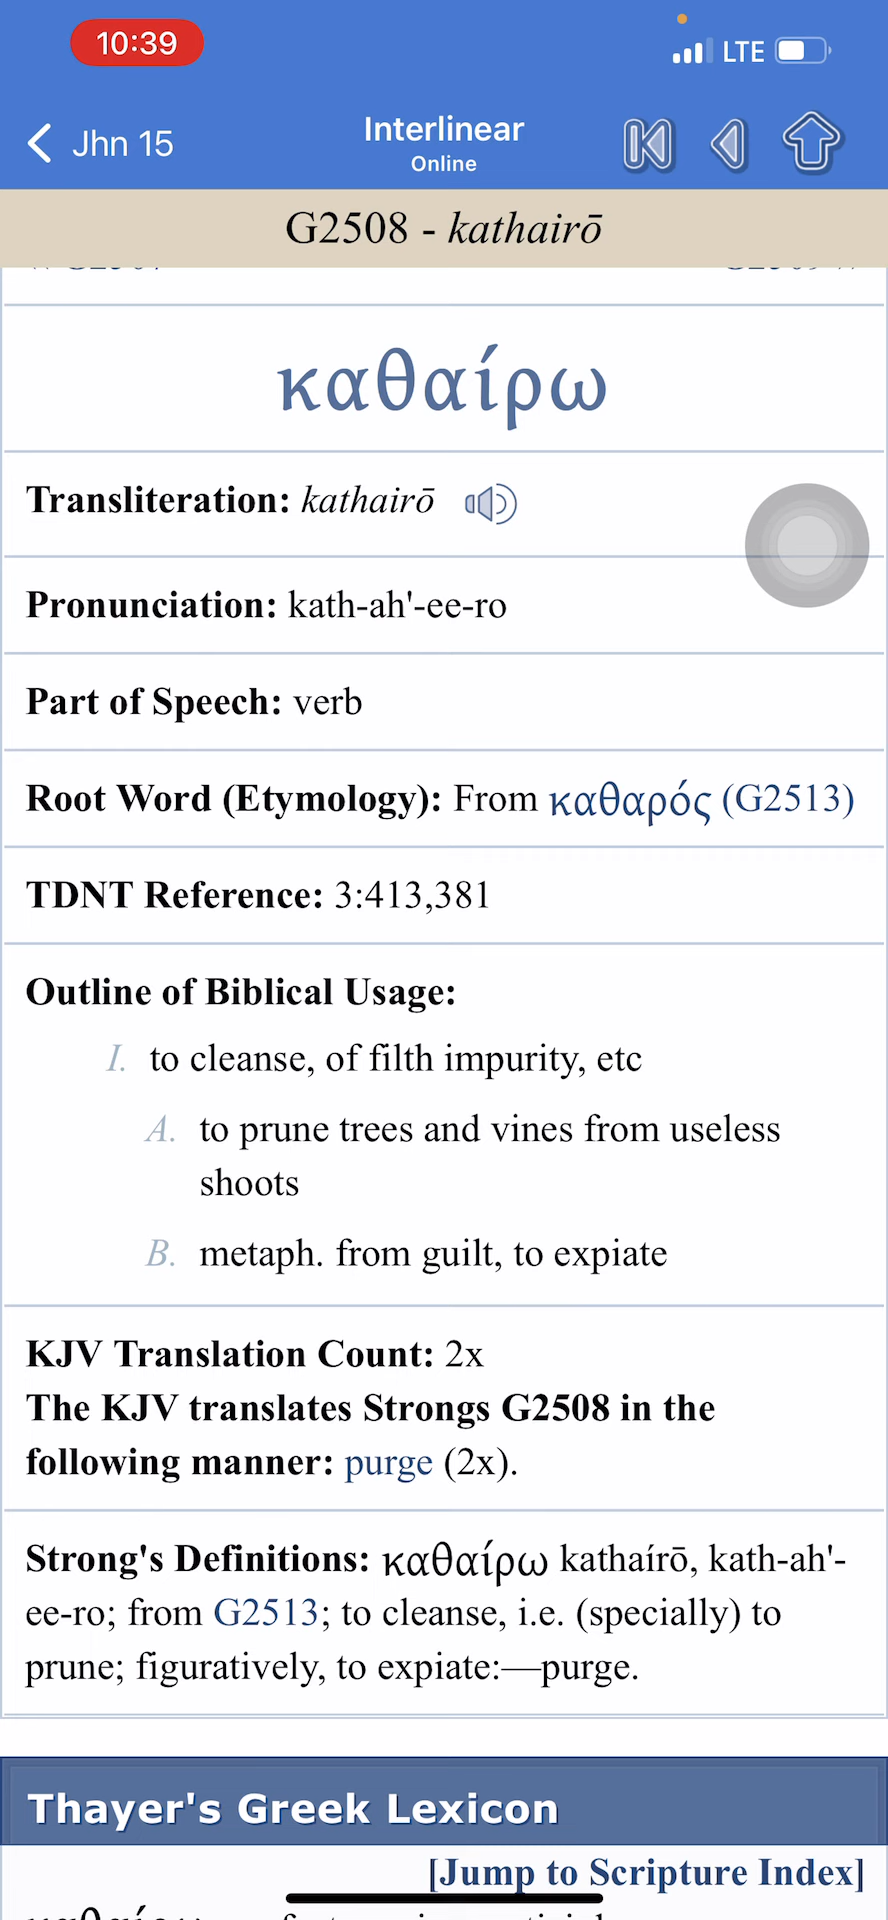 10:39
LTE
Jhn 15
Interlinear
Online
G2508 - kathairō
καθαίρω
Transliteration: kathairō
Pronunciation: kath-ah'-ee-ro
Part of Speech: verb
Root Word (Etymology): From καθαρός (G2513)
TDNT Reference: 3:413,381
Outline of Biblical Usage:
I. to cleanse, of filth impurity, etc
A. to prune trees and vines from useless
shoots
B. metaph. from guilt, to expiate
KJV Translation Count: 2x
The KJV translates Strongs G2508 in the
following manner: purge (2x).
Strong's Definitions: καθαίρω kathaírō, kath-ah'-
ee-ro; from G2513; to cleanse, i.e. (specially) to
prune; figuratively, to expiate:—purge.
Thayer's Greek Lexicon
[Jump to Scripture Index]